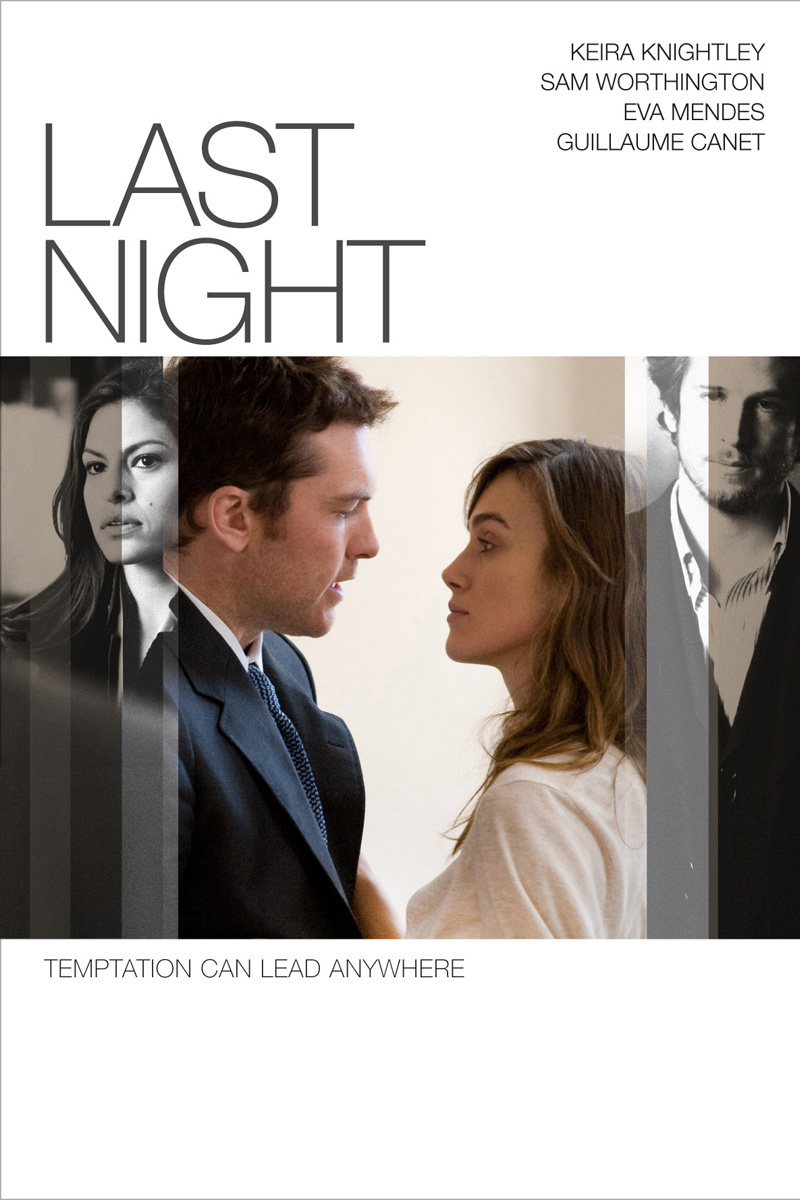 KEIRA KNIGHTLEY
SAM WORTHINGTON
EVA MENDES
GUILLAUME CANET
LAST
NIGHT
TEMPTATION CAN LEAD ANYWHERE